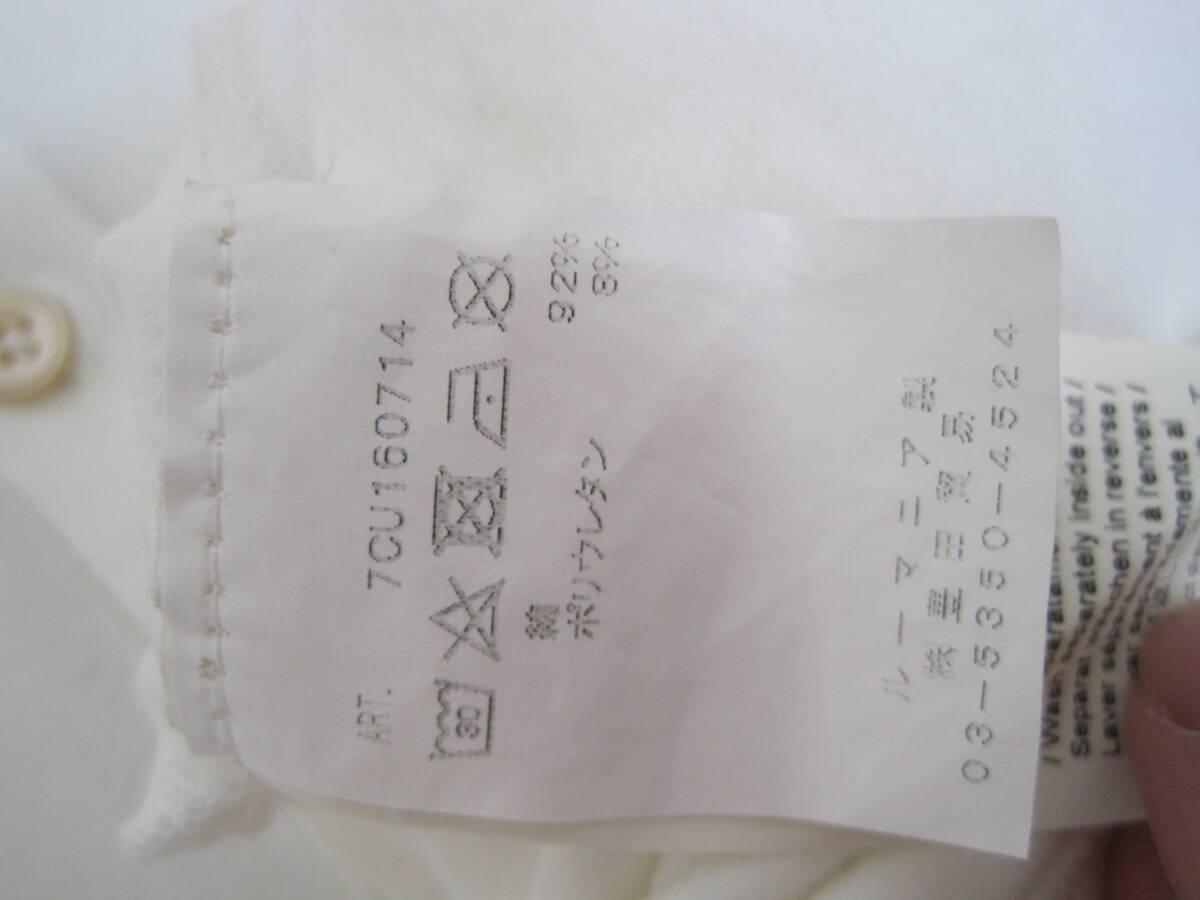 ART. 7CU160714
30
綿 92%
ポリウレタン 8%
ルーマニア製
㈱豊田貿易
03-5350-4524
/ Wash
Separat
separately inside out /
waschen in reverse /
Laver
à l'envers /